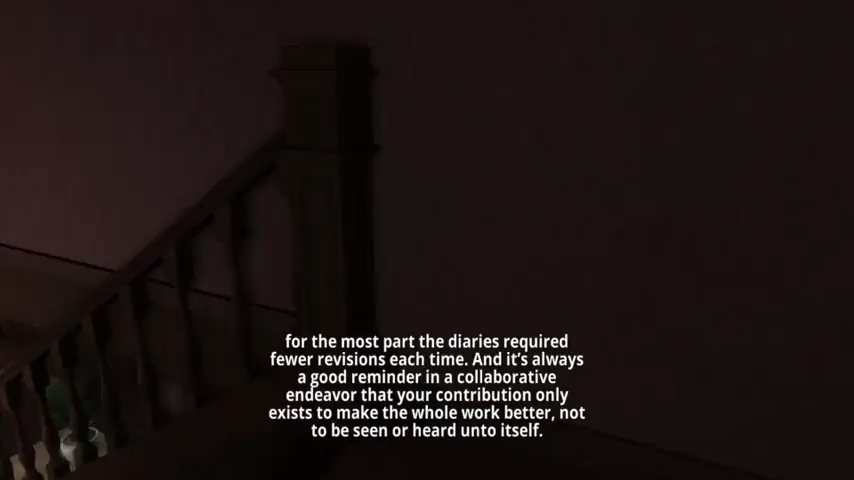 for the most part the diaries required
fewer revisions each time. And it's always
a good reminder in a collaborative
endeavor that your contribution only
exists to make the whole work better, not
to be seen or heard unto itself.